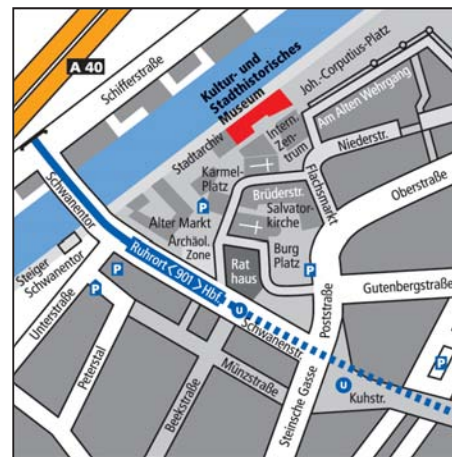 A 40
Schifferstraße
Kultur- und
Stadthistorisches
Museum
Stadtarchiv
Joh.-Corputius-Platz
Am Alten Wehrgang
Intern.
Zen-
trum
Niederstr.
Karmel-
Platz
Flachsmarkt
Brüderstr.
Oberstraße
Salvator-
kirche
Schwanentor
P
Alter Markt
Archäol.
Zone
Burg
Platz
Rat
haus
P
Steiger
Schwanentor
Ruhrort <901> Hbf.
P
P
Unterstraße
U
Schwanenstr.
Poststraße
Gutenbergstraße
Peterstal
Münzstraße
Beekstraße
Steinsche Gasse
U
Kuhstr.
P